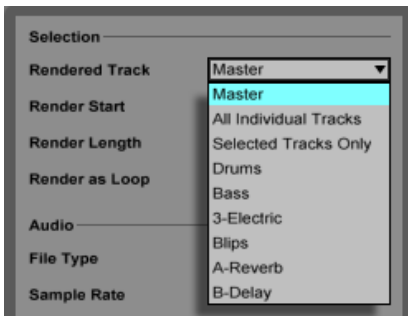 Selection
Rendered Track Master
Master
Render Start
All Individual Tracks
Render Length
Selected Tracks Only
Drums
Render as Loop
Bass
Audio
3-Electric
Blips
File Type
A-Reverb
Sample Rate
B-Delay